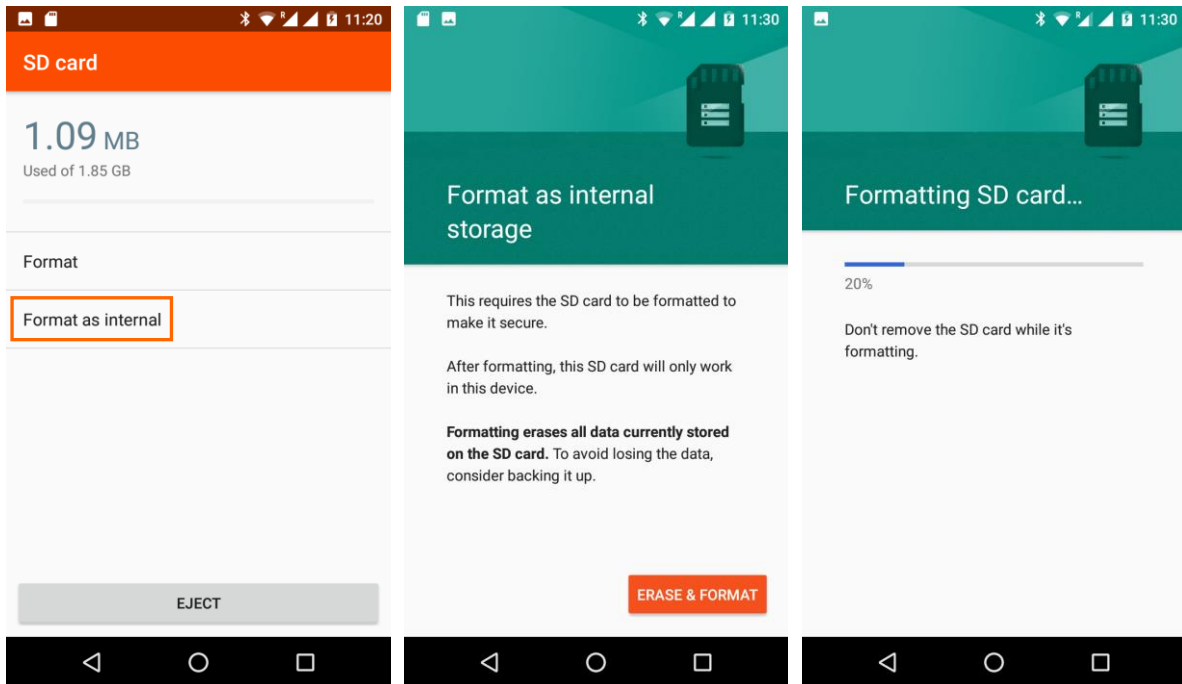 11:20
SD card
1.09 MB
Used of 1.85 GB
Format
Format as internal
EJECT
R
11:30
Format as internal
storage
This requires the SD card to be formatted to
make it secure.
After formatting, this SD card will only work
in this device.
Formatting erases all data currently stored
on the SD card. To avoid losing the data,
consider backing it up.
ERASE & FORMAT
R
11:30
Formatting SD card...
20%
Don't remove the SD card while it's
formatting.